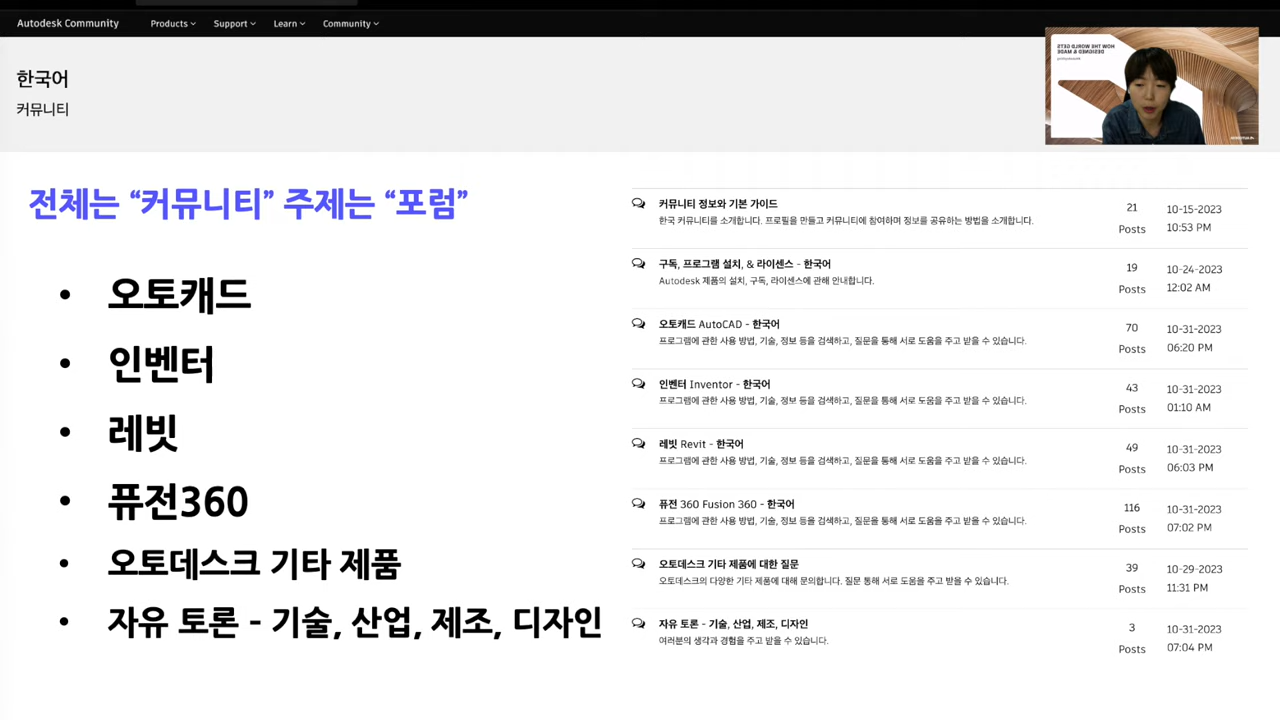 Autodesk Community Products Support Learn Community
한국어
커뮤니티
HOW THE WORLD GETS
DESIGNED & MADE
전체는 “커뮤니티” 주제는 “포럼”
• 오토캐드
• 인벤터
• 레빗
• 퓨전360
• 오토데스크 기타 제품
• 자유 토론 - 기술, 산업, 제조, 디자인
커뮤니티 정보와 기본 가이드
한국 커뮤니티를 소개합니다. 프로필을 만들고 커뮤니티에 참여하며 정보를 공유하는 방법을 소개합니다.
21
Posts
10-15-2023
10:53 PM
구독, 프로그램 설치, & 라이센스 - 한국어
Autodesk 제품의 설치, 구독, 라이센스에 관해 안내합니다.
19
Posts
10-24-2023
12:02 AM
오토캐드 AutoCAD - 한국어
프로그램에 관한 사용 방법, 기술, 정보 등을 검색하고, 질문을 통해 서로 도움을 주고 받을 수 있습니다.
70
Posts
10-31-2023
06:20 PM
인벤터 Inventor - 한국어
프로그램에 관한 사용 방법, 기술, 정보 등을 검색하고, 질문을 통해 서로 도움을 주고 받을 수 있습니다.
43
Posts
10-31-2023
01:10 AM
레빗 Revit - 한국어
프로그램에 관한 사용 방법, 기술, 정보 등을 검색하고, 질문을 통해 서로 도움을 주고 받을 수 있습니다.
49
Posts
10-31-2023
06:03 PM
퓨전 360 Fusion 360 - 한국어
프로그램에 관한 사용 방법, 기술, 정보 등을 검색하고, 질문을 통해 서로 도움을 주고 받을 수 있습니다.
116
Posts
10-31-2023
07:02 PM
오토데스크 기타 제품에 대한 질문
오토데스크의 다양한 기타 제품에 대해 문의합니다. 질문 통해 서로 도움을 주고 받을 수 있습니다.
39
Posts
10-29-2023
11:31 PM
자유 토론 - 기술, 산업, 제조, 디자인
여러분의 생각과 경험을 주고 받을 수 있습니다.
3
Posts
10-31-2023
07:04 PM